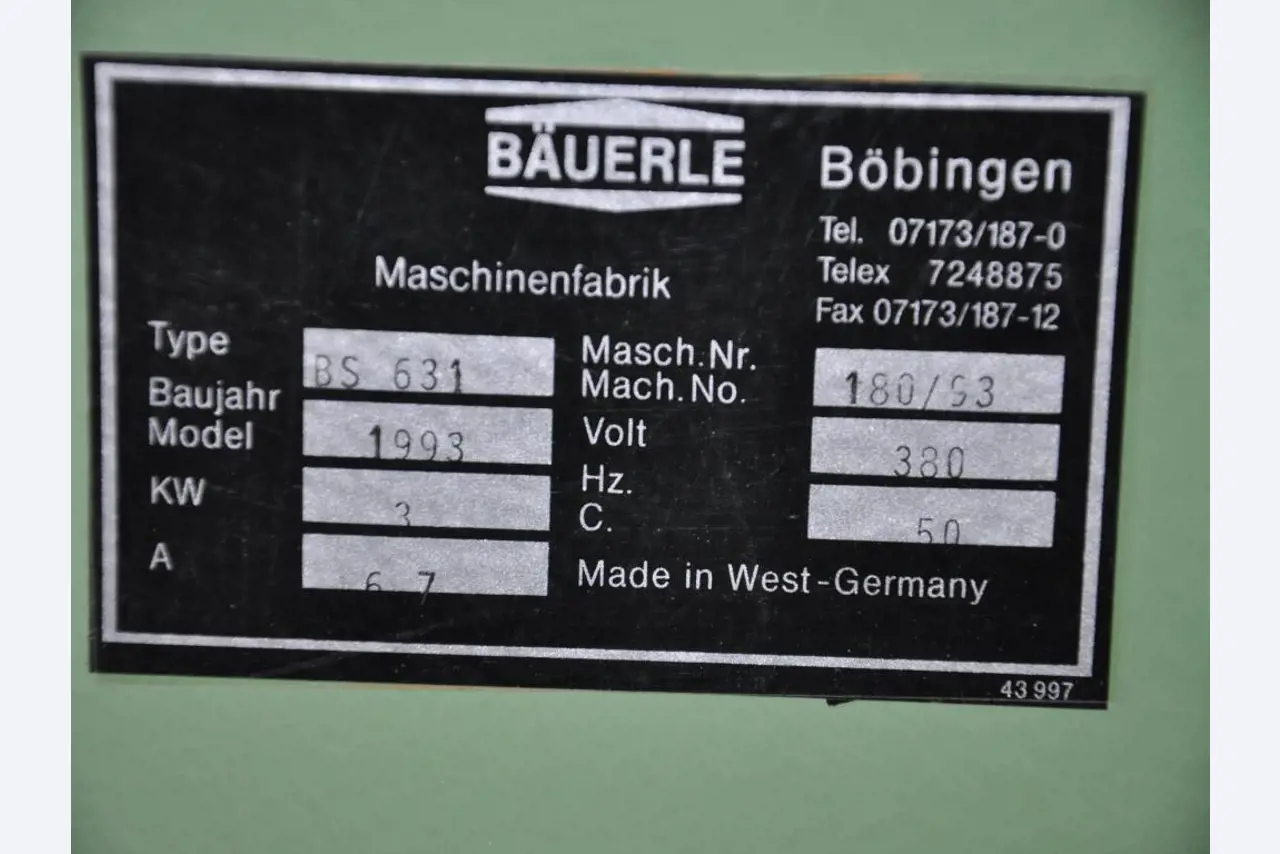 BÄUERLE
Böbingen
Tel. 07173/187-0
Telex 7248875
Fax 07173/187-12
Maschinenfabrik
Type BS 631
Masch.Nr.
Mach.No. 180/93
Baujahr
Model 1993
Volt 380
KW 3
Hz.
C. 50
A 6 7
Made in West-Germany
43 997